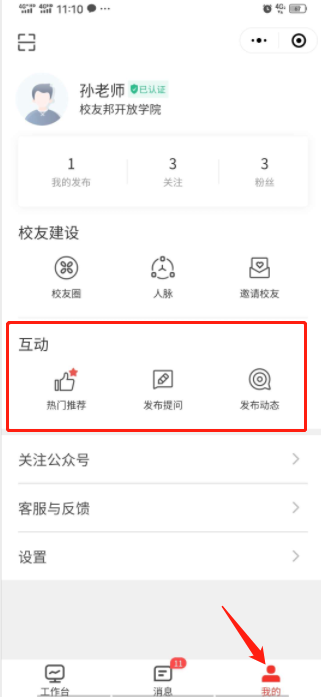 11:10
孙老师 已认证
校友邦开放学院
1 3 3
我的发布 关注 粉丝
校友建设
校友圈 人脉 邀请校友
互动
热门推荐 发布提问 发布动态
关注公众号
客服与反馈
设置
11
工作台 消息 我的